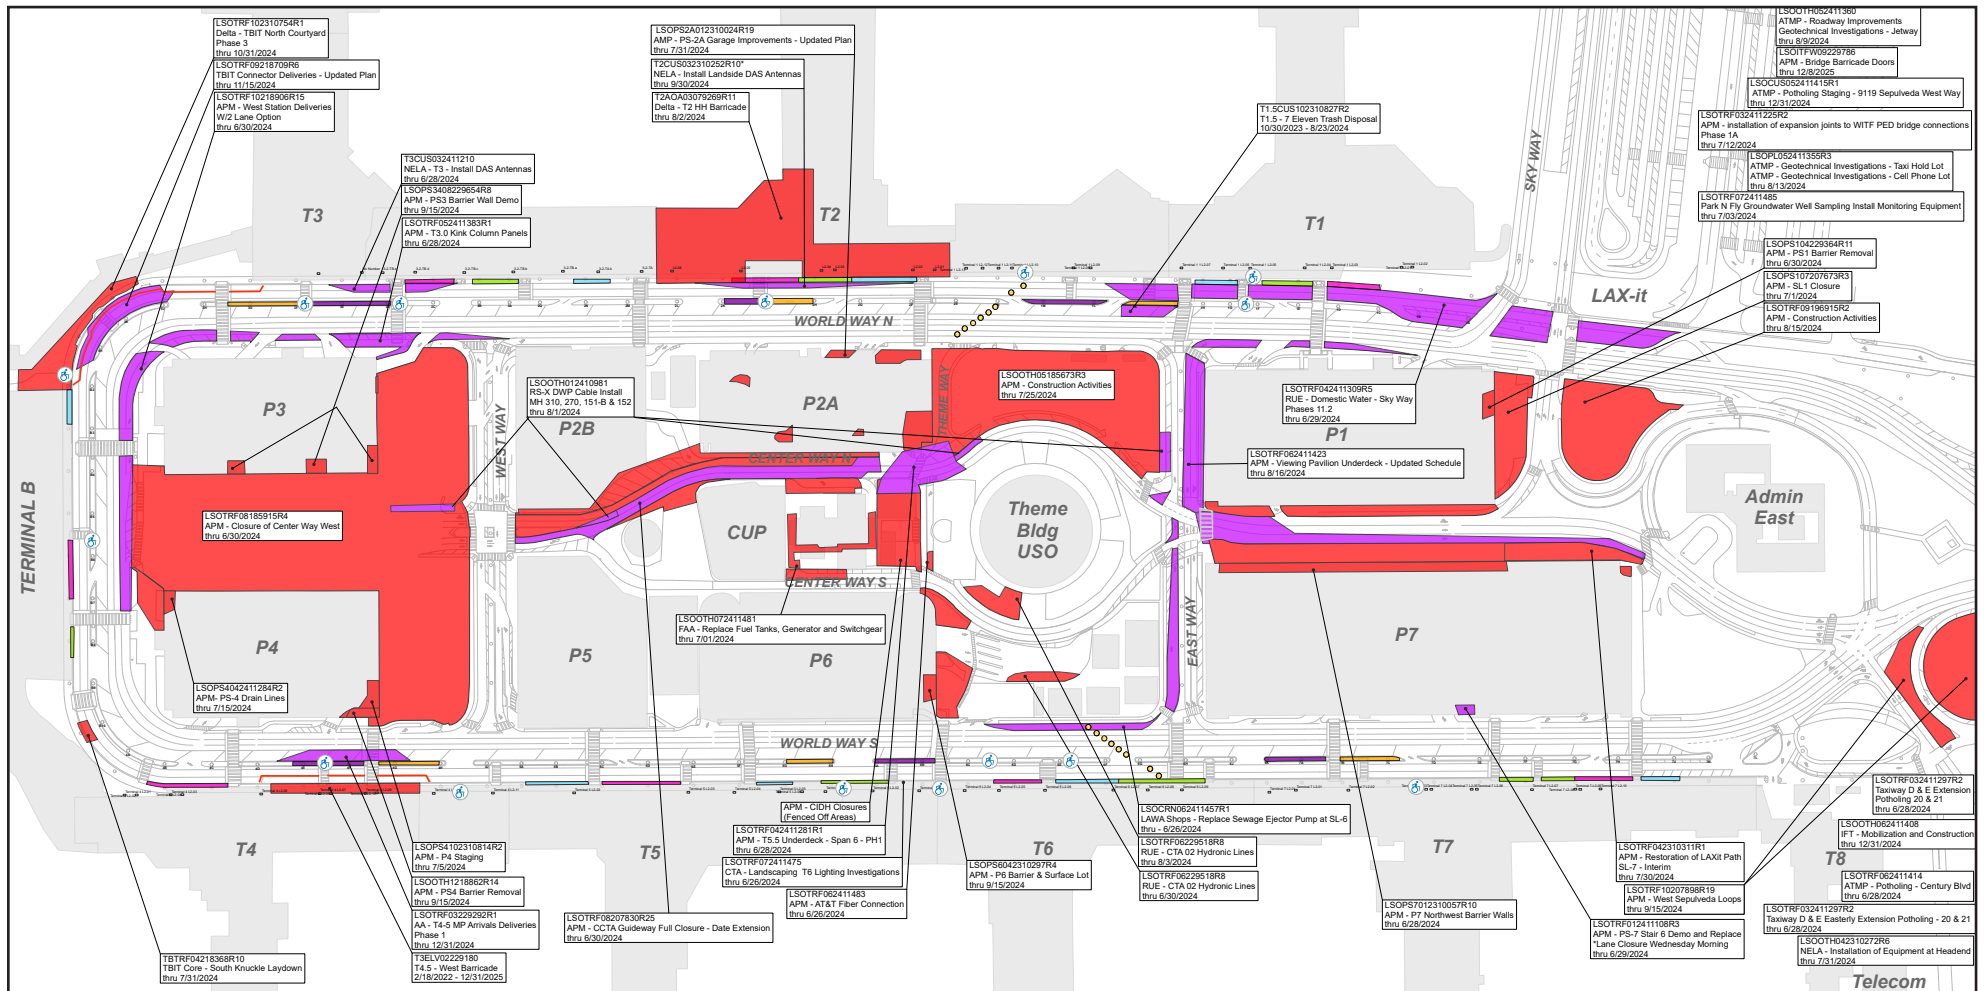 LSOTRF102310754R1
Delta - TBIT North Courtyard
Phase 3
thru 10/31/2024
LSOTRF09218709R6
TBIT Connector Deliveries - Updated Plan
thru 11/15/2024
LSOTRF10218906R15
APM - West Station Deliveries
W/2 Lane Option
thru 6/30/2024
T3CUS032411210
NELA - T3 - Install DAS Antennas
thru 6/28/2024
LSOPS3408229654R8
APM - PS3 Barrier Wall Demo
thru 9/15/2024
LSOTRF052411383R1
APM - T3.0 Kink Column Panels
thru 6/28/2024
LSOPS2A012310024R19
AMP - PS-2A Garage Improvements - Updated Plan
thru 7/31/2024
T2CUS032310252R10*
NELA - Install Landside DAS Antennas
thru 9/30/2024
T2AOA03079269R11
Delta - T2 HH Barricade
thru 8/2/2024
T1.5CUS102310827R2
T1.5 - 7 Eleven Trash Disposal
10/30/2023 - 8/23/2024
LSOOTH052411360
ATMP - Roadway Improvements
Geotechnical Investigations - Jetway
thru 8/9/2024
LSOITFW09229786
APM - Bridge Barricade Doors
thru 12/8/2025
LSOCUS052411415R1
ATMP - Potholing Staging - 9119 Sepulveda West Way
thru 12/31/2024
LSOTRF032411225R2
APM - installation of expansion joints to WITF PED bridge connections
Phase 1A
thru 7/12/2024
LSOPL052411355R3
ATMP - Geotechnical Investigations - Taxi Hold Lot
ATMP - Geotechnical Investigations - Cell Phone Lot
thru 8/13/2024
LSOTRF072411485
Park N Fly Groundwater Well Sampling Install Monitoring Equipment
thru 7/03/2024
LSOPS104229364R11
APM - PS1 Barrier Removal
thru 6/30/2024
LSOPS107207673R3
APM - SL1 Closure
thru 7/1/2024
LSOTRF09196915R2
APM - Construction Activities
thru 8/15/2024
T3
T2
T1
SKY WAY
LAX-it
WORLD WAY N
P3
WEST WAY
LSOOTH012410981
RS-X DWP Cable Install
MH 310, 270, 151-B & 152
thru 8/1/2024
P2B
P2A
THEME WAY
LSOOTH05185673R3
APM - Construction Activities
thru 7/25/2024
LSOTRF042411309R5
RUE - Domestic Water - Sky Way
Phases 11.2
thru 6/29/2024
P1
LSOTRF062411423
APM - Viewing Pavilion Underdeck - Updated Schedule
thru 8/16/2024
CENTER WAY N
TERMINAL B
LSOTRF08185915R4
APM - Closure of Center Way West
thru 6/30/2024
CUP
Theme
Bldg
USO
Admin
East
CENTER WAY S
LSOOTH072411481
FAA - Replace Fuel Tanks, Generator and Switchgear
thru 7/01/2024
P4
P5
P6
EAST WAY
P7
LSOPS4042411284R2
APM- PS-4 Drain Lines
thru 7/15/2024
WORLD WAY S
T4
T5
T6
T7
T8
LSOPS4102310814R2
APM - P4 Staging
thru 7/5/2024
LSOOTH1218862R14
APM - PS4 Barrier Removal
thru 9/15/2024
LSOTRF03229292R1
AA - T4-5 MP Arrivals Deliveries
Phase 1
thru 12/31/2024
T3ELV02229180
T4.5 - West Barricade
2/18/2022 - 12/31/2025
TBTRF04218368R10
TBIT Core - South Knuckle Laydown
thru 7/31/2024
LSOTRF08207830R25
APM - CCTA Guideway Full Closure - Date Extension
thru 6/30/2024
APM - CIDH Closures
(Fenced Off Areas)
LSOTRF042411281R1
APM - T5.5 Underdeck - Span 6 - PH1
thru 6/28/2024
LSOTRF072411475
CTA - Landscaping T6 Lighting Investigations
thru 6/26/2024
LSOTRF062411483
APM - AT&T Fiber Connection
thru 6/26/2024
LSOPS6042310297R4
APM - P6 Barrier & Surface Lot
thru 9/15/2024
LSOCRN062411457R1
LAWA Shops - Replace Sewage Ejector Pump at SL-6
thru - 6/26/2024
LSOTRF06229518R8
RUE - CTA 02 Hydronic Lines
thru 8/3/2024
LSOTRF06229518R8
RUE - CTA 02 Hydronic Lines
thru 6/30/2024
LSOPS7012310057R10
APM - P7 Northwest Barrier Walls
thru 6/28/2024
LSOTRF042310311R1
APM - Restoration of LAXit Path
SL-7 - Interim
thru 7/30/2024
LSOTRF10207898R19
APM - West Sepulveda Loops
thru 9/15/2024
LSOTRF012411108R3
APM - PS-7 Stair 6 Demo and Replace
*Lane Closure Wednesday Morning
thru 6/29/2024
LSOTRF032411297R2
Taxiway D & E Extension
Potholing 20 & 21
thru 6/28/2024
LSOOTH062411408
IFT - Mobilization and Construction
thru 12/31/2024
LSOTRF062411414
ATMP - Potholing - Century Blvd
thru 6/28/2024
LSOTRF032411297R2
Taxiway D & E Easterly Extension Potholing - 20 & 21
thru 6/28/2024
LSOOTH042310272R6
NELA - Installation of Equipment at Headend
thru 7/31/2024
Telecom